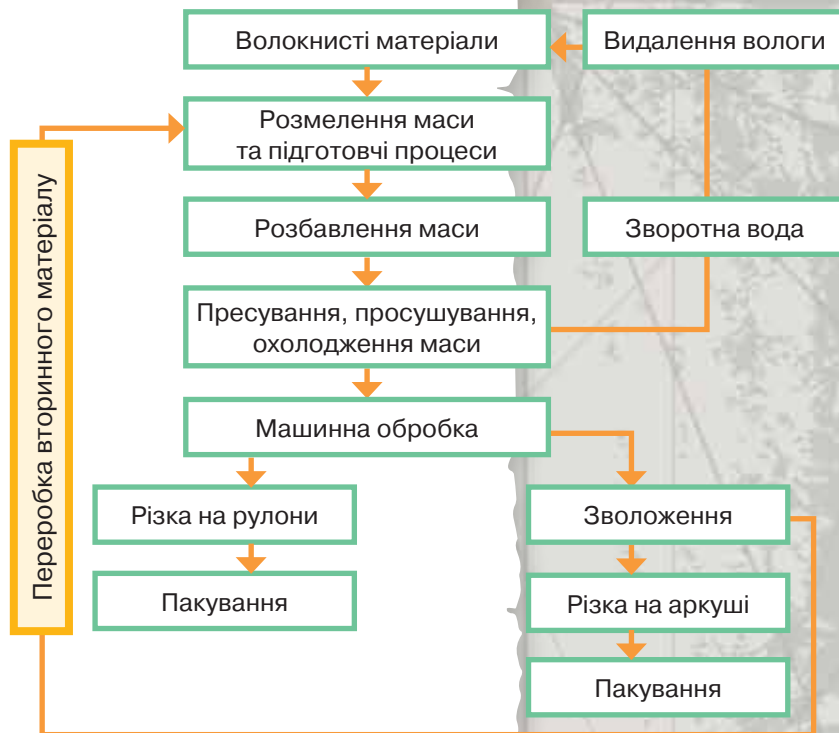 Волокнисті матеріали
Видалення вологи
Розмелення маси
та підготовчі процеси
Переробка вторинного матеріалу
Розбавлення маси
Зворотна вода
Пресування, просушування,
охолодження маси
Машинна обробка
Різка на рулони
Зволоження
Пакування
Різка на аркуші
Пакування